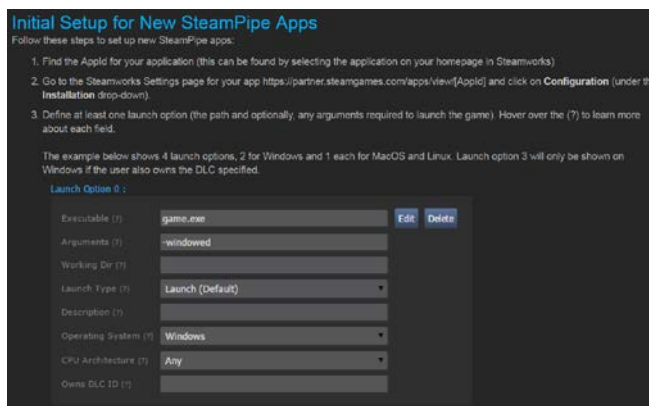 Initial Setup for New SteamPipe Apps
Follow these steps to set up new SteamPipe apps:
1. Find the AppId for your application (this can be found by selecting the application on your homepage in Steamworks)
2. Go to the Steamworks Settings page for your app https://partner.steamgames.com/apps/view/[AppId] and click on Configuration (under th
Installation drop-down).
3. Define at least one launch option (the path and optionally, any arguments required to launch the game). Hover over the (?) to learn more
about each field.
The example below shows 4 launch options, 2 for Windows and 1 each for MacOS and Linux. Launch option 3 will only be shown on
Windows if the user also owns the DLC specified.
Launch Option 0 :
Executable (?) game.exe Edit Delete
Arguments (?) -windowed
Working Dir (?)
Launch Type (?) Launch (Default)
Description (?)
Operating System (?) Windows
CPU Architecture (?) Any
Owns DLC ID (?)